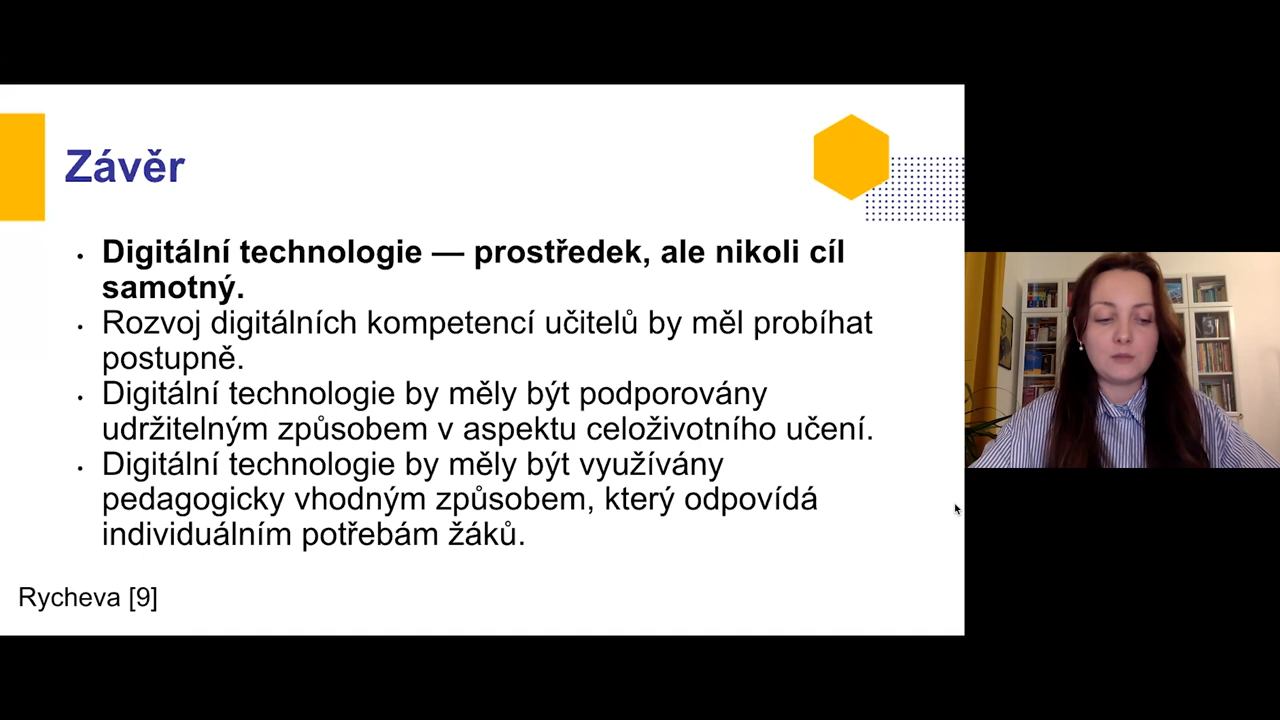 Závěr
• Digitální technologie — prostředek, ale nikoli cíl
samotný.
• Rozvoj digitálních kompetencí učitelů by měl probíhat
postupně.
• Digitální technologie by měly být podporovány
udržitelným způsobem v aspektu celoživotního učení.
• Digitální technologie by měly být využívány
pedagogicky vhodným způsobem, který odpovídá
individuálním potřebám žáků.
Rycheva [9]